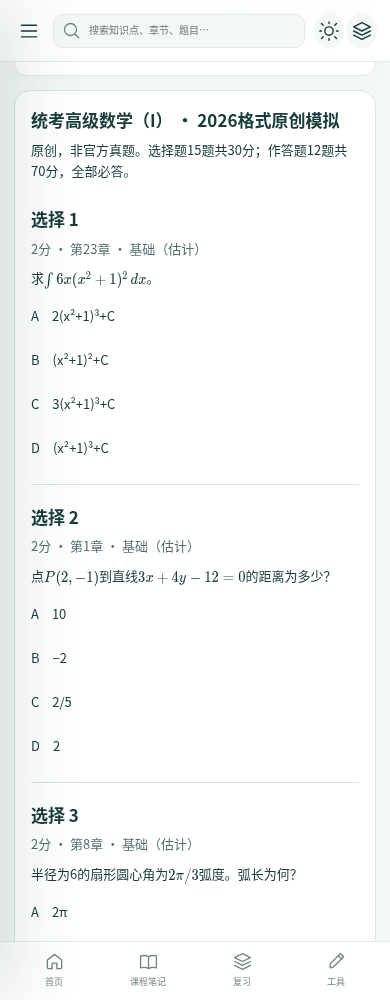 搜索知识点、章节、题目…
统考高级数学（I） · 2026格式原创模拟
原创，非官方真题。选择题15题共30分；作答题12题共
70分，全部必答。
选择 1
2分 · 第23章 · 基础（估计）
求∫ 6x(x² + 1)² dx。
A 2(x²+1)³+C
B (x²+1)²+C
C 3(x²+1)³+C
D (x²+1)³+C
选择 2
2分 · 第1章 · 基础（估计）
点P(2, −1)到直线3x + 4y − 12 = 0的距离为多少？
A 10
B −2
C 2/5
D 2
选择 3
2分 · 第8章 · 基础（估计）
半径为6的扇形圆心角为2π/3弧度。弧长为何？
A 2π
首页 课程笔记 复习 工具